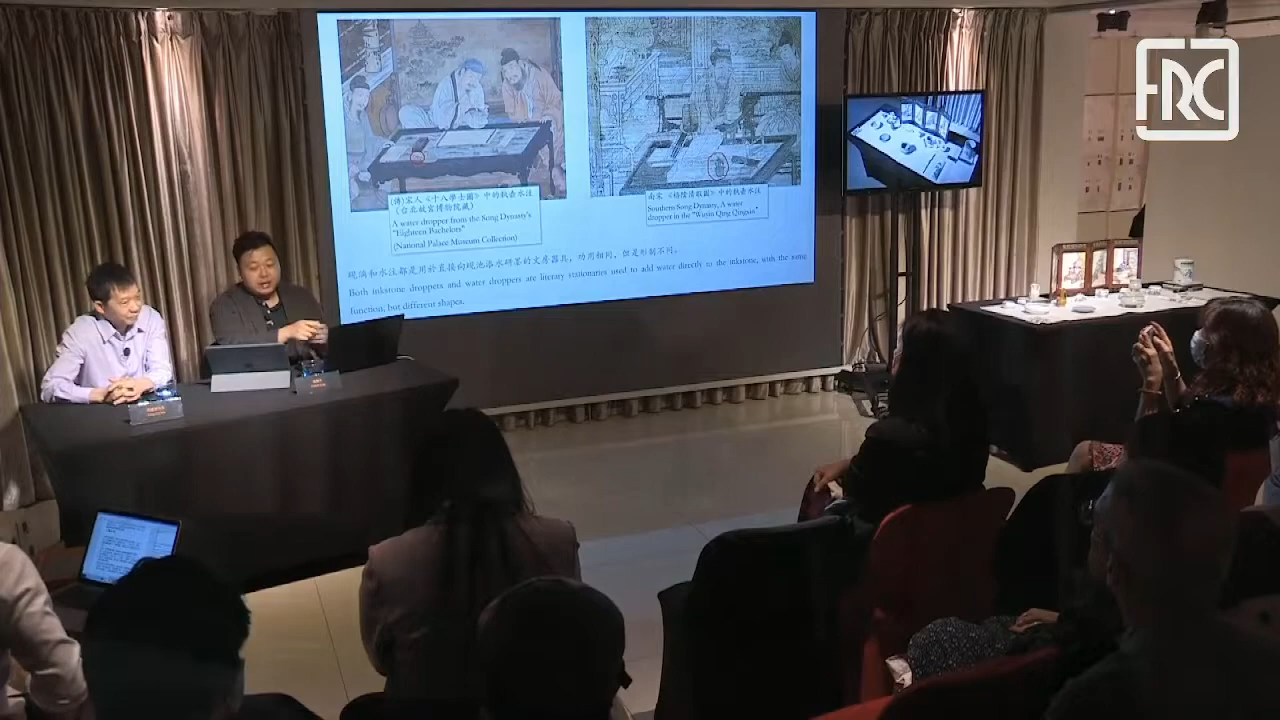 FRC
(傳)宋人《十八學士圖》中的執壺水注
(台北故宮博物院藏)
A water dropper from the Song Dynasty's
"Eighteen Bachelors"
(National Palace Museum Collection)
南宋《梧陰清暇圖》中的執壺水注
Southern Song Dynasty, A water
dropper in the "Wuyin Qing Qingxia"
硯滴和水注都是用於直接向硯池添水研墨的文房器具,功用相同,但是形制不同。
Both inkstone droppers and water droppers are literary stationaries used to add water directly to the inkstone, with the same
function, but different shapes.